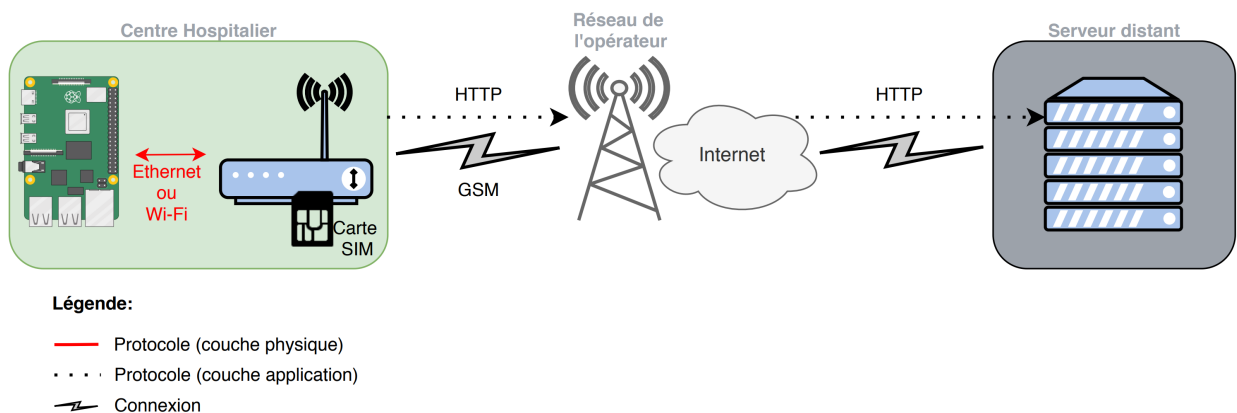 Centre Hospitalier
Réseau de
l'opérateur
Serveur distant
HTTP
HTTP
Ethernet
ou
Wi-Fi
Internet
GSM
Carte
SIM
Légende:
Protocole (couche physique)
Protocole (couche application)
Connexion